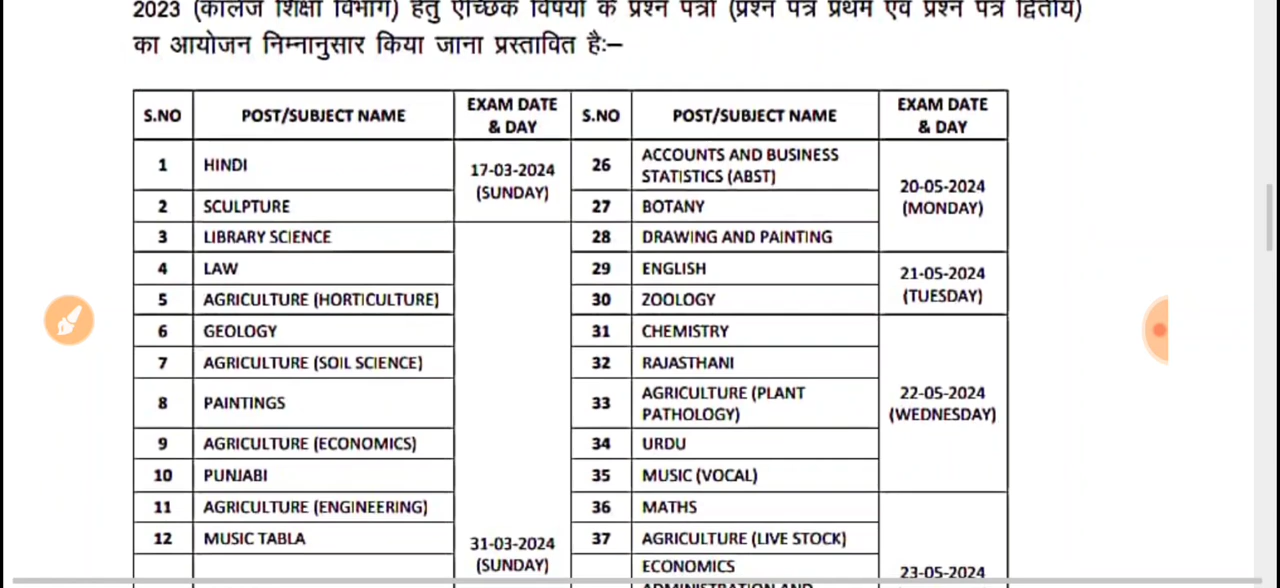 2023 (कॉलेज शिक्षा विभाग) हेतु ऐच्छिक विषयों के प्रश्न पत्रों (प्रश्न पत्र प्रथम एवं प्रश्न पत्र द्वितीय)
का आयोजन निम्नानुसार किया जाना प्रस्तावित है:–
S.NO POST/SUBJECT NAME EXAM DATE & DAY S.NO POST/SUBJECT NAME EXAM DATE & DAY
1 HINDI 17-03-2024 (SUNDAY) 26 ACCOUNTS AND BUSINESS STATISTICS (ABST) 20-05-2024 (MONDAY)
2 SCULPTURE 27 BOTANY
3 LIBRARY SCIENCE 28 DRAWING AND PAINTING
4 LAW 29 ENGLISH 21-05-2024 (TUESDAY)
5 AGRICULTURE (HORTICULTURE) 30 ZOOLOGY
6 GEOLOGY 31 CHEMISTRY
7 AGRICULTURE (SOIL SCIENCE) 32 RAJASTHANI
8 PAINTINGS 33 AGRICULTURE (PLANT PATHOLOGY) 22-05-2024 (WEDNESDAY)
9 AGRICULTURE (ECONOMICS) 34 URDU
10 PUNJABI 35 MUSIC (VOCAL)
11 AGRICULTURE (ENGINEERING) 36 MATHS
12 MUSIC TABLA 31-03-2024 (SUNDAY) 37 AGRICULTURE (LIVE STOCK)
ECONOMICS 23-05-2024